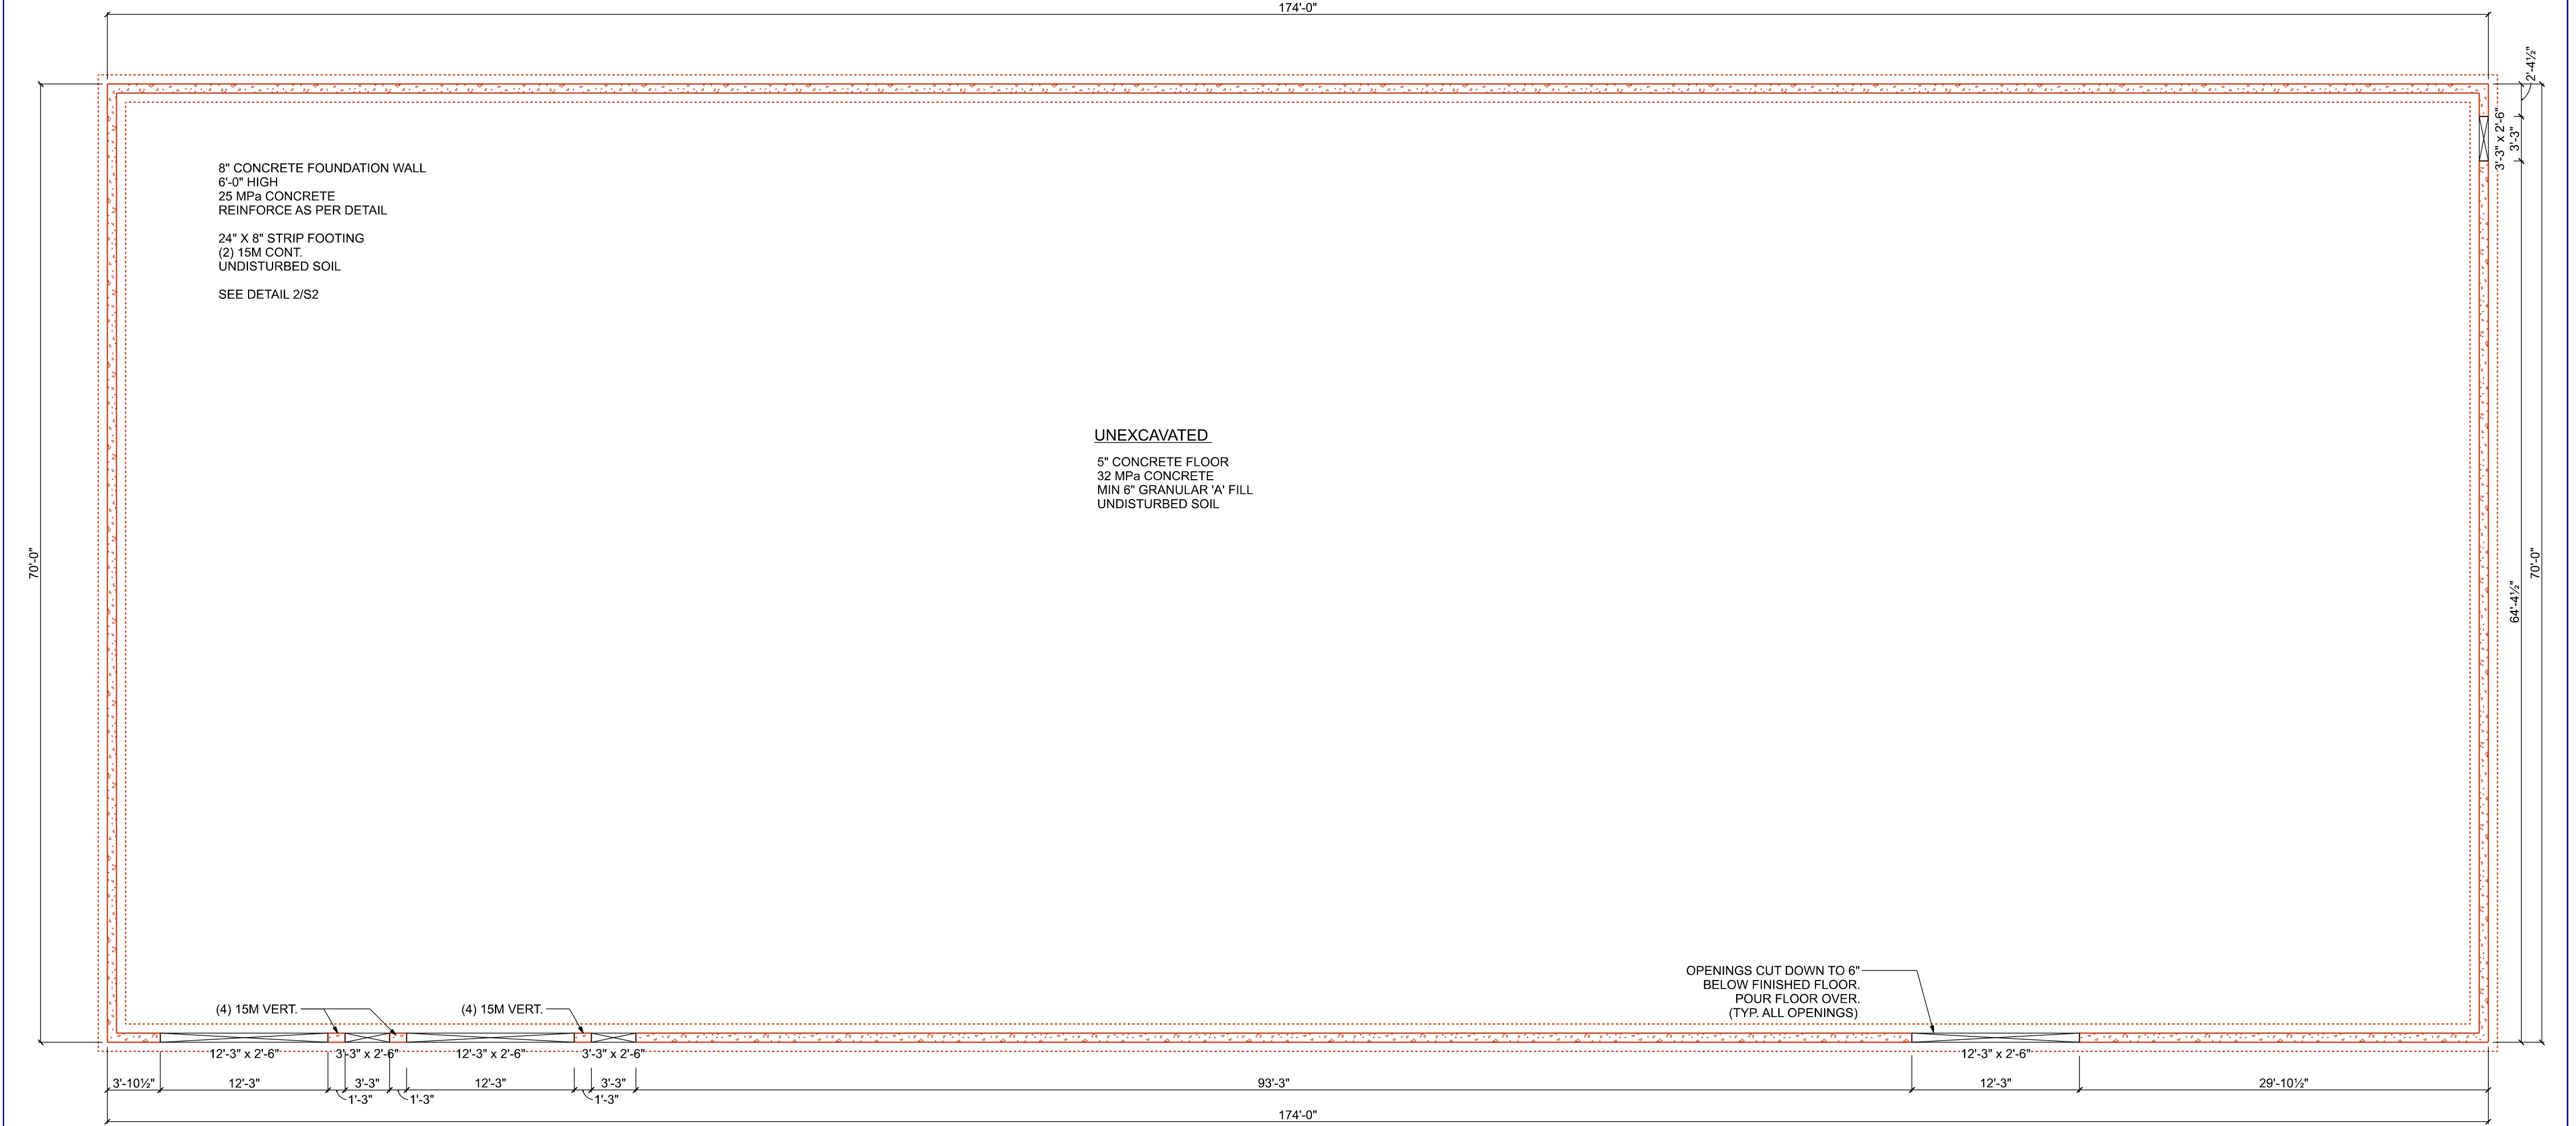 174'-0"
2'-4½"
3'-3" x 2'-6"
3'-3"
8" CONCRETE FOUNDATION WALL
6'-0" HIGH
25 MPa CONCRETE
REINFORCE AS PER DETAIL
24" X 8" STRIP FOOTING
(2) 15M CONT.
UNDISTURBED SOIL
SEE DETAIL 2/S2
UNEXCAVATED
5" CONCRETE FLOOR
32 MPa CONCRETE
MIN 6" GRANULAR 'A' FILL
UNDISTURBED SOIL
70'-0"
64'-4½"
70'-0"
OPENINGS CUT DOWN TO 6"
BELOW FINISHED FLOOR.
POUR FLOOR OVER.
(TYP. ALL OPENINGS)
(4) 15M VERT.
(4) 15M VERT.
12'-3" x 2'-6"
3'-3" x 2'-6"
12'-3" x 2'-6"
3'-3" x 2'-6"
12'-3" x 2'-6"
3'-10½"
12'-3"
3'-3"
12'-3"
3'-3"
93'-3"
12'-3"
29'-10½"
1'-3"
1'-3"
1'-3"
174'-0"